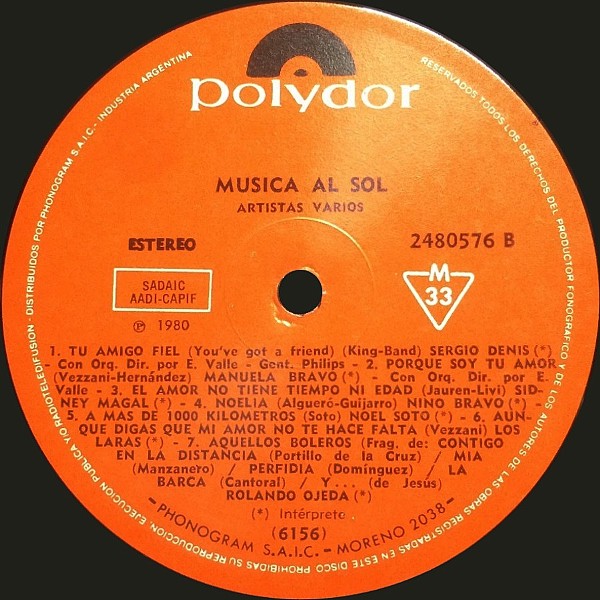 polydor
MUSICA AL SOL
ARTISTAS VARIOS
ESTEREO
2480576 B
SADAIC
AADI-CAPIF
M
33
℗ 1980
1. TU AMIGO FIEL (You've got a friend) (King-Band) SERGIO DENIS (*)
- Con Orq. Dir. por E. Valle - Gent. Philips - 2. PORQUE SOY TU AMOR
(Vezzani-Hernández) MANUELA BRAVO (*) - Con Orq. Dir. por E.
Valle - 3. EL AMOR NO TIENE TIEMPO NI EDAD (Jauren-Livi) SID-
NEY MAGAL (*) - 4. NOELIA (Algueró-Guijarro) NINO BRAVO (*) -
5. A MAS DE 1000 KILOMETROS (Soto) NOEL SOTO (*) - 6. AUN-
QUE DIGAS QUE MI AMOR NO TE HACE FALTA (Vezzani) LOS
LARAS (*) - 7. AQUELLOS BOLEROS (Frag. de: CONTIGO
EN LA DISTANCIA (Portillo de la Cruz) / MIA
(Manzanero) / PERFIDIA (Domínguez) / LA
BARCA (Cantoral) / Y... (de Jesús)
ROLANDO OJEDA (*)
(*) Intérprete
(6156)
- PHONOGRAM S.A.I.C. - MORENO 2038 -
RESERVADOS TODOS LOS DERECHOS DEL PRODUCTOR FONOGRAFICO Y DE LOS AUTORES DE LAS OBRAS REGISTRADAS EN ESTE DISCO PROHIBIDAS SU REPRODUCCION, EJECUCION PUBLICA Y/O RADIOTELEDIFUSION - DISTRIBUIDOS POR PHONOGRAM S.A.I.C. - INDUSTRIA ARGENTINA